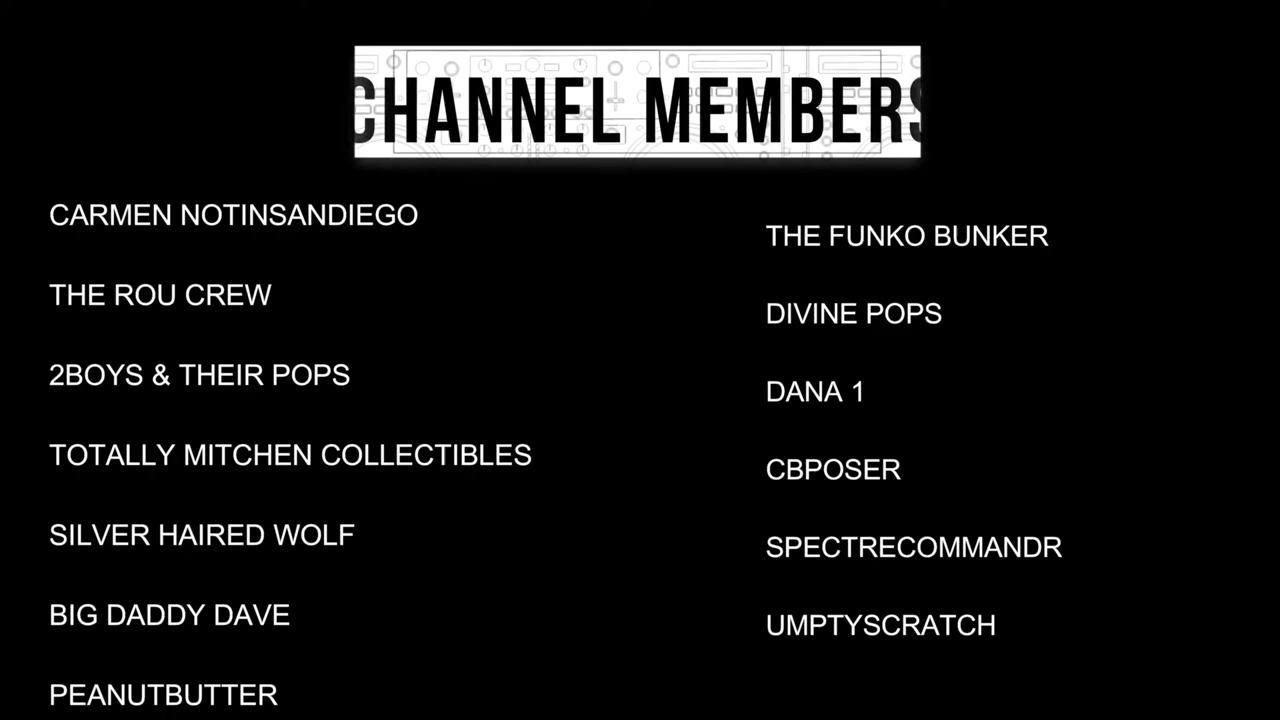 CHANNEL MEMBERS
CARMEN NOTINSANDIEGO
THE ROU CREW
2BOYS & THEIR POPS
TOTALLY MITCHEN COLLECTIBLES
SILVER HAIRED WOLF
BIG DADDY DAVE
PEANUTBUTTER
THE FUNKO BUNKER
DIVINE POPS
DANA 1
CBPOSER
SPECTRECOMMANDR
UMPTYSCRATCH